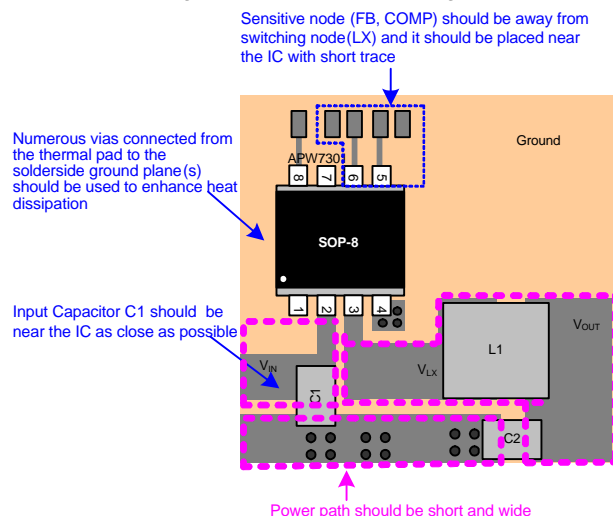 Sensitive node (FB, COMP) should be away from
switching node(LX) and it should be placed near
the IC with short trace
Numerous vias connected from
the thermal pad to the
solderside ground plane(s)
should be used to enhance heat
dissipation
Ground
APW730
8 7 6 5
SOP-8
1 2 3 4
Input Capacitor C1 should be
near the IC as close as possible
VIN
C1
VLX
L1
VOUT
C2
Power path should be short and wide